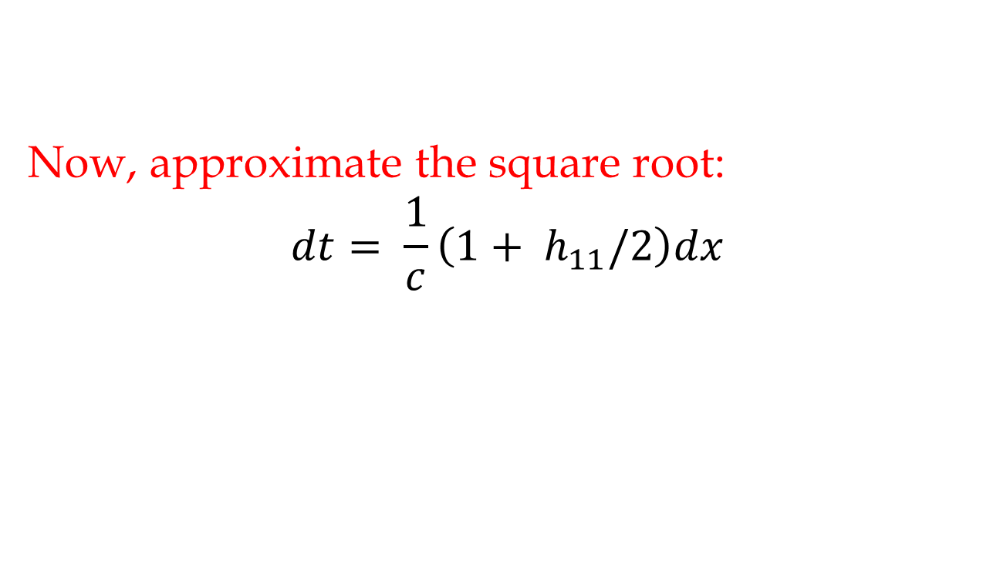 Now, approximate the square root:
𝑑𝑡 = 1/𝑐 (1 + ℎ₁₁/2)𝑑𝑥